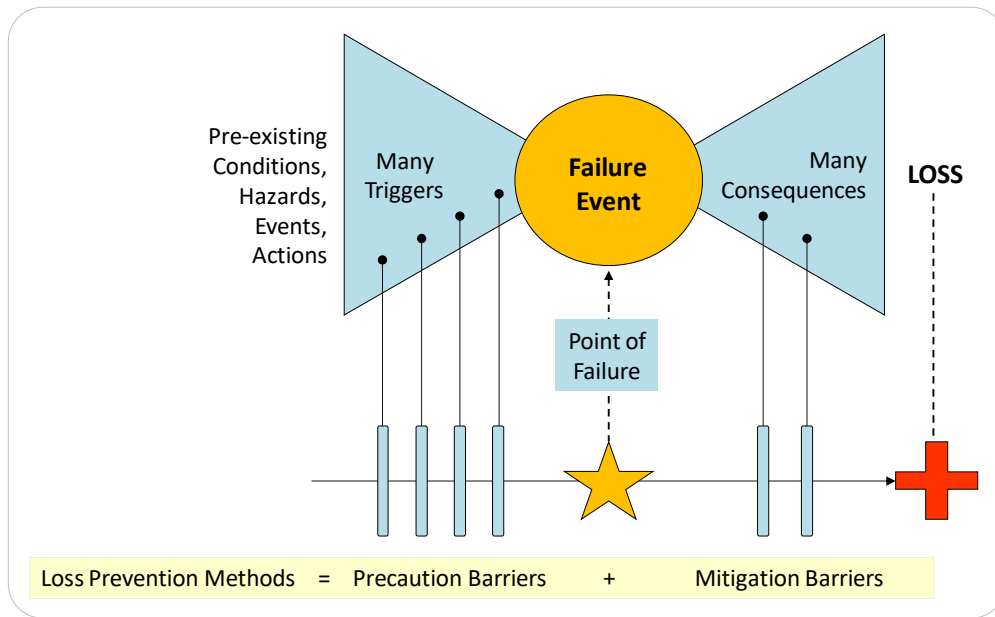 Pre-existing
Conditions,
Hazards,
Events,
Actions
Many
Triggers
Failure
Event
Many
Consequences
LOSS
Point of
Failure
Loss Prevention Methods = Precaution Barriers + Mitigation Barriers